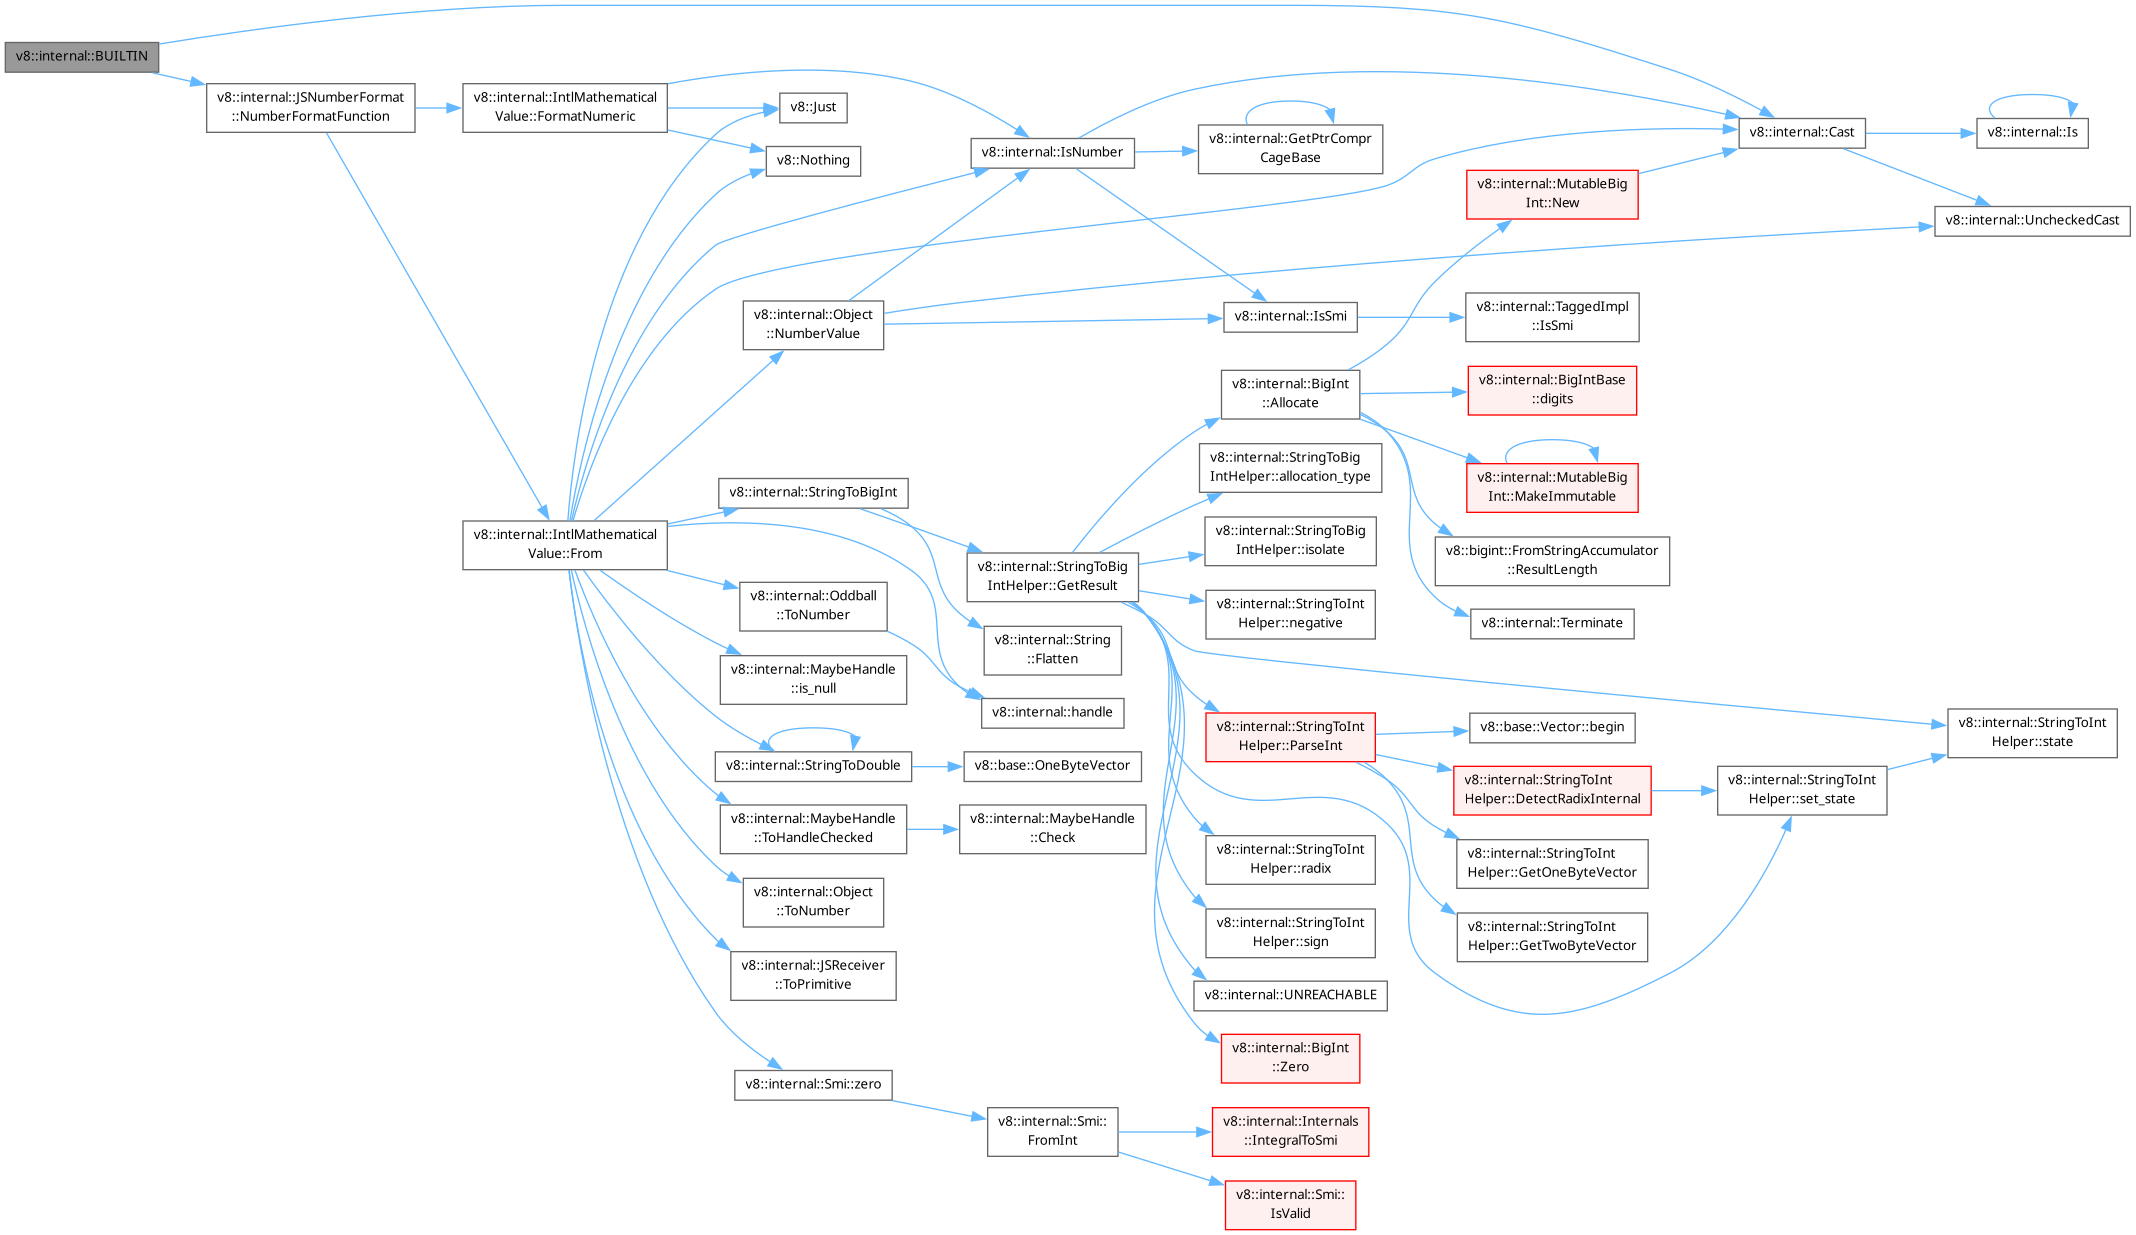 v8::internal::BUILTIN
v8::internal::JSNumberFormat
::NumberFormatFunction
v8::internal::IntlMathematical
Value::FormatNumeric
v8::internal::IntlMathematical
Value::From
v8::Just
v8::Nothing
v8::internal::Object
::NumberValue
v8::internal::StringToBigInt
v8::internal::Oddball
::ToNumber
v8::internal::MaybeHandle
::is_null
v8::internal::StringToDouble
v8::internal::MaybeHandle
::ToHandleChecked
v8::internal::Object
::ToNumber
v8::internal::JSReceiver
::ToPrimitive
v8::internal::Smi::zero
v8::internal::IsNumber
v8::internal::StringToBig
IntHelper::GetResult
v8::internal::String
::Flatten
v8::internal::handle
v8::base::OneByteVector
v8::internal::MaybeHandle
::Check
v8::internal::Smi::
FromInt
v8::internal::GetPtrCompr
CageBase
v8::internal::IsSmi
v8::internal::BigInt
::Allocate
v8::internal::StringToBig
IntHelper::allocation_type
v8::internal::StringToBig
IntHelper::isolate
v8::internal::StringToInt
Helper::negative
v8::internal::StringToInt
Helper::ParseInt
v8::internal::StringToInt
Helper::radix
v8::internal::StringToInt
Helper::sign
v8::internal::UNREACHABLE
v8::internal::BigInt
::Zero
v8::internal::Internals
::IntegralToSmi
v8::internal::Smi::
IsValid
v8::internal::MutableBig
Int::New
v8::internal::TaggedImpl
::IsSmi
v8::internal::BigIntBase
::digits
v8::internal::MutableBig
Int::MakeImmutable
v8::bigint::FromStringAccumulator
::ResultLength
v8::internal::Terminate
v8::base::Vector::begin
v8::internal::StringToInt
Helper::DetectRadixInternal
v8::internal::StringToInt
Helper::GetOneByteVector
v8::internal::StringToInt
Helper::GetTwoByteVector
v8::internal::Cast
v8::internal::StringToInt
Helper::set_state
v8::internal::Is
v8::internal::UncheckedCast
v8::internal::StringToInt
Helper::state